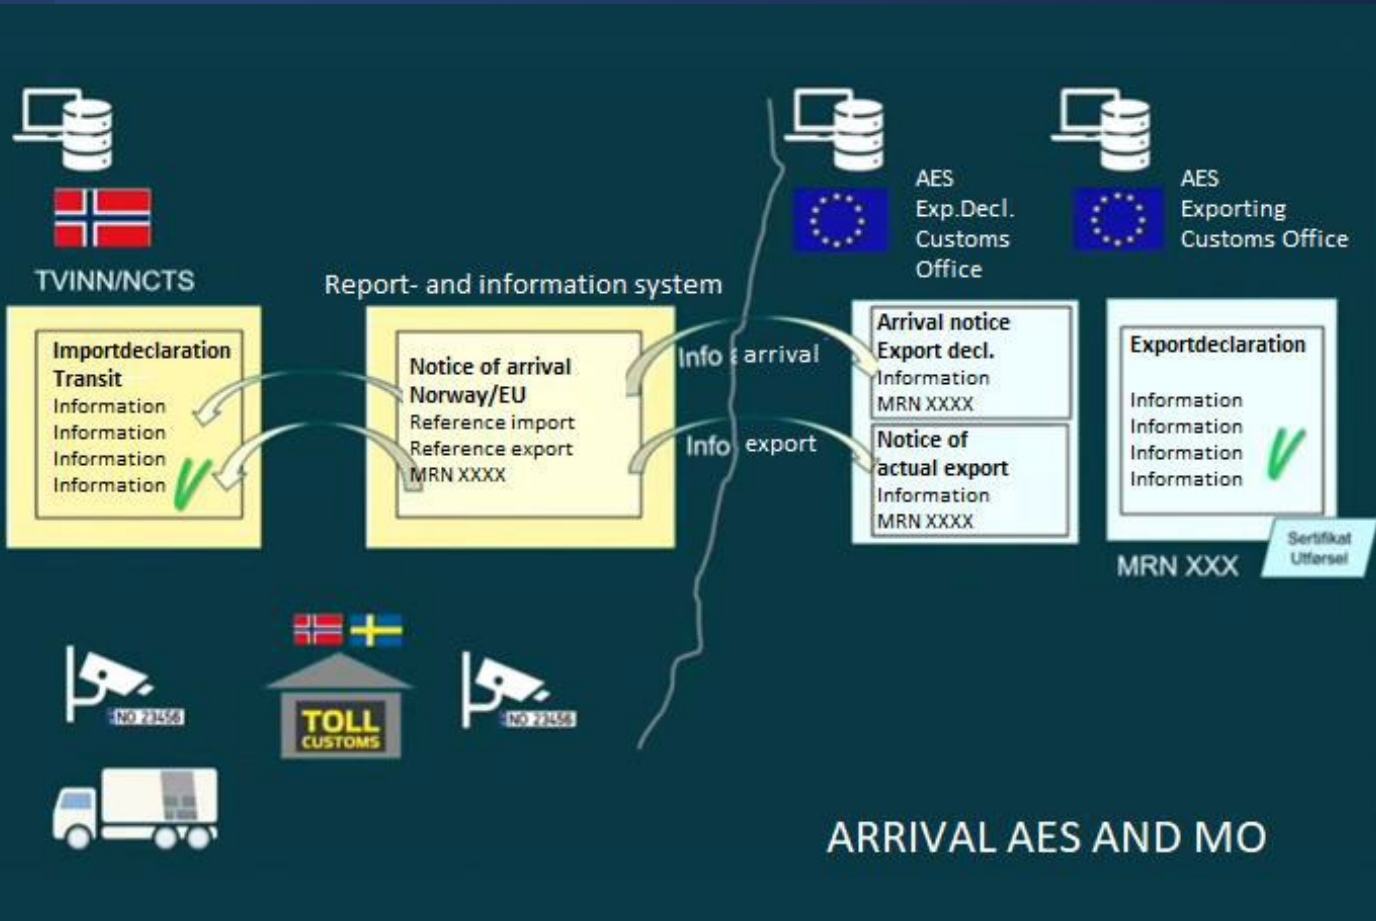 AES
Exp.Decl.
Customs
Office
AES
Exporting
Customs Office
TVINN/NCTS
Report- and information system
Importdeclaration
Transit
Information
Information
Information
Information
Notice of arrival
Norway/EU
Reference import
Reference export
MRN XXXX
Info arrival
Info export
Arrival notice
Export decl.
Information
MRN XXXX
Notice of
actual export
Information
MRN XXXX
Exportdeclaration
Information
Information
Information
Information
MRN XXX
Sertifikat
Utførsel
NO 23456
TOLL
CUSTOMS
NO 23456
ARRIVAL AES AND MO